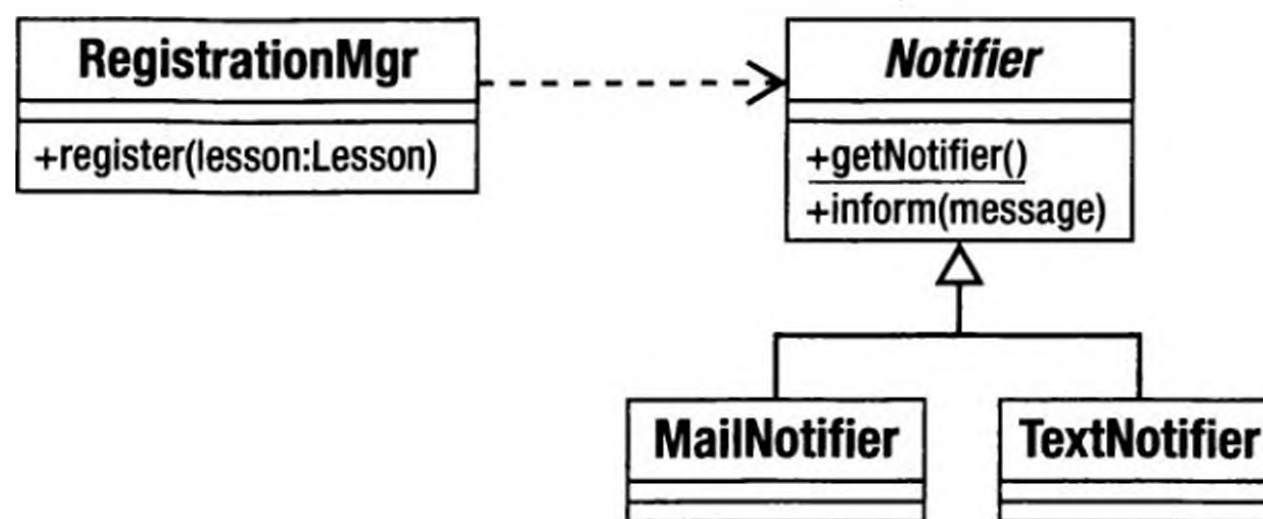 RegistrationMgr
+register(lesson:Lesson)
Notifier
+getNotifier()
+inform(message)
MailNotifier
TextNotifier